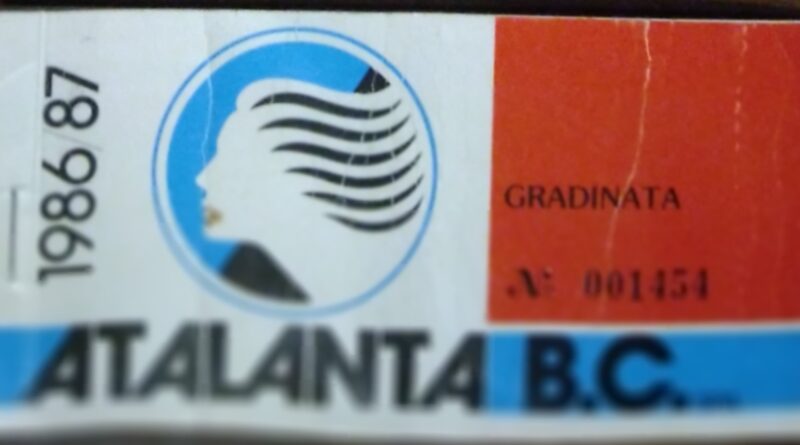 1986/87
GRADINATA
N. 001454
ATALANTA B.C.